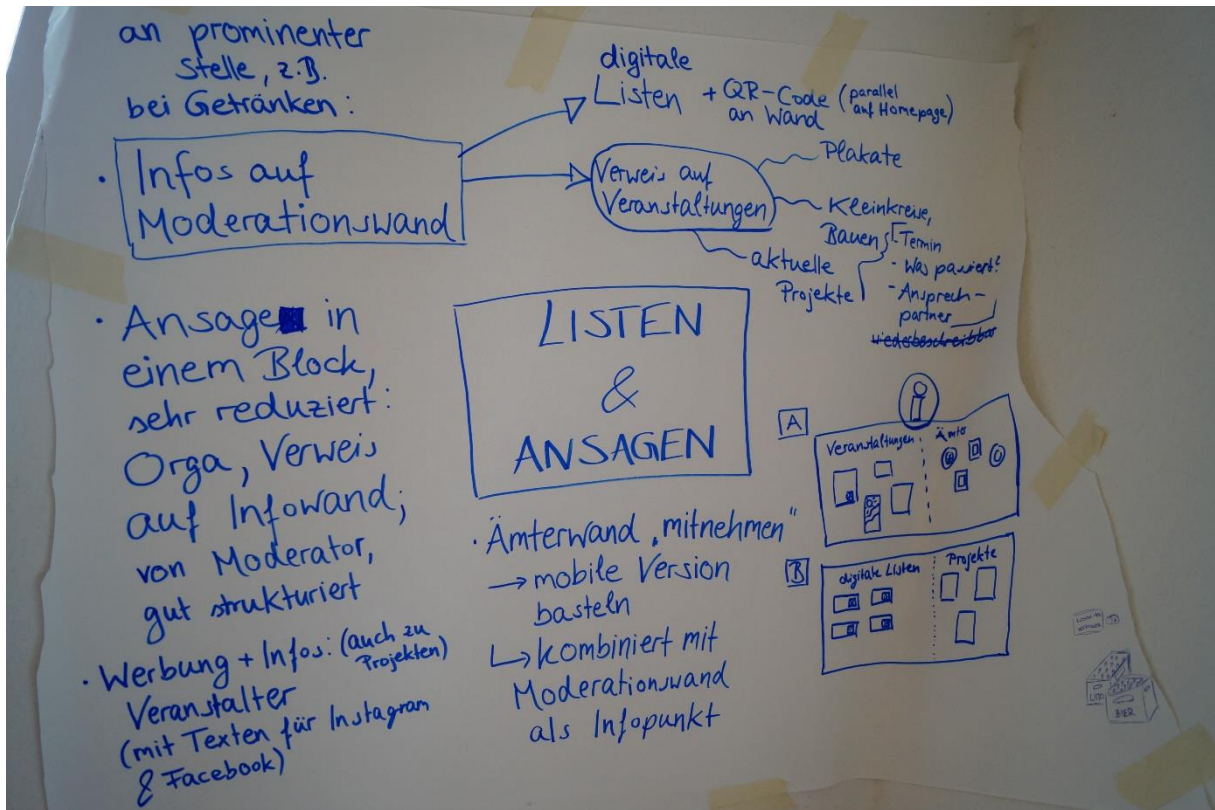 an prominenter
Stelle, z.B.
bei Getränken:
· Infos auf
Moderationswand
digitale
Listen + QR-Code (parallel
an Wand auf Homepage)
Verweis auf
Veranstaltungen
Plakate
Kleinkreise,
Bauen
- Termin
- Was passiert?
- Ansprech-
partner
wiederbeschreibbar
aktuelle
Projekte
LISTEN
&
ANSAGEN
· Ansage in
einem Block,
sehr reduziert:
Orga, Verweis
auf Infowand;
von Moderator,
gut strukturiert
· Werbung + Infos: (auch zu
Projekten)
Veranstalter
(mit Texten für Instagram
& Facebook)
· Ämterwand „mitnehmen"
→ mobile Version
basteln
↳ kombiniert mit
Moderationswand
als Infopunkt
i
A
Veranstaltungen
Ämter
B
digitale Listen
Projekte
BIER